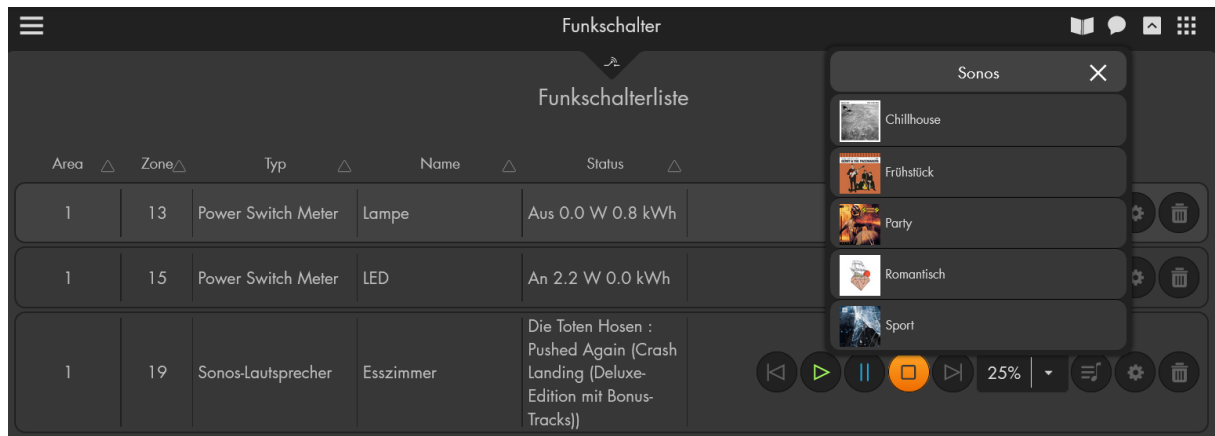 Funkschalter
Funkschalterliste
Sonos
Chillhouse
Frühstück
Party
Romantisch
Sport
Area Zone Typ Name Status
1 13 Power Switch Meter Lampe Aus 0.0 W 0.8 kWh
1 15 Power Switch Meter LED An 2.2 W 0.0 kWh
1 19 Sonos-Lautsprecher Esszimmer
Die Toten Hosen :
Pushed Again (Crash
Landing (Deluxe-
Edition mit Bonus-
Tracks))
25%